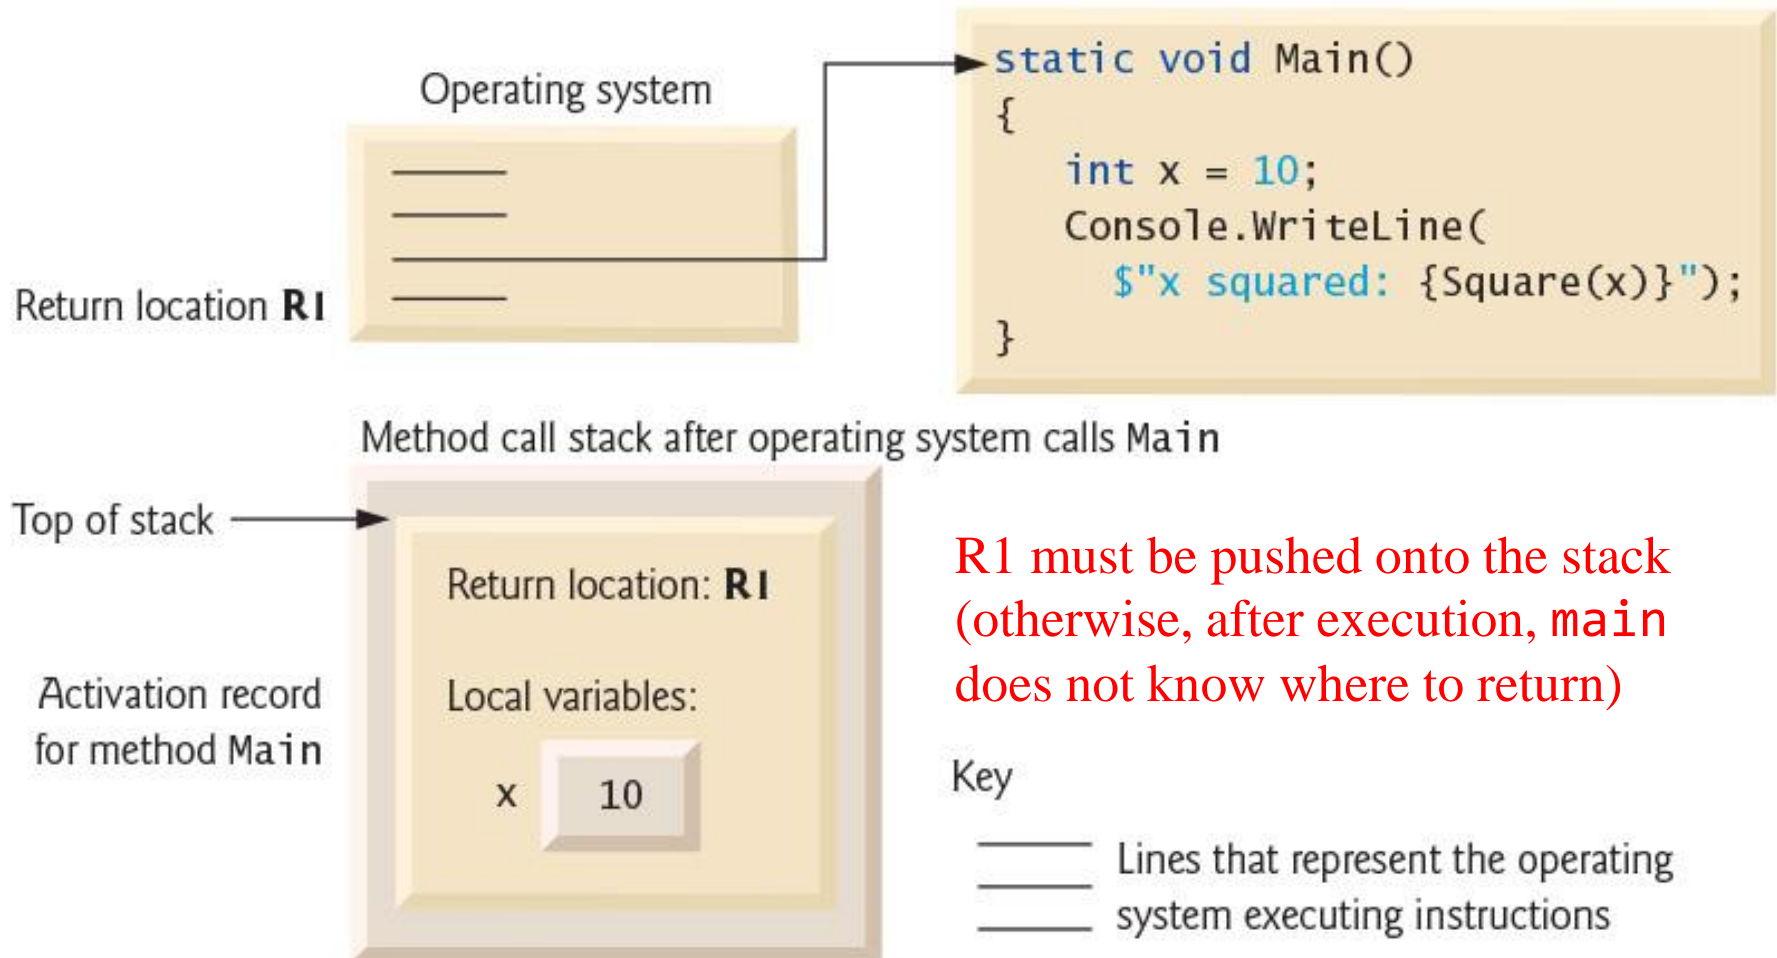 Operating system
Return location R1
static void Main()
{
int x = 10;
Console.WriteLine(
$"x squared: {Square(x)}");
}
Method call stack after operating system calls Main
Top of stack
Return location: R1
Activation record
for method Main
Local variables:
x 10
R1 must be pushed onto the stack
(otherwise, after execution, main
does not know where to return)
Key
Lines that represent the operating
system executing instructions